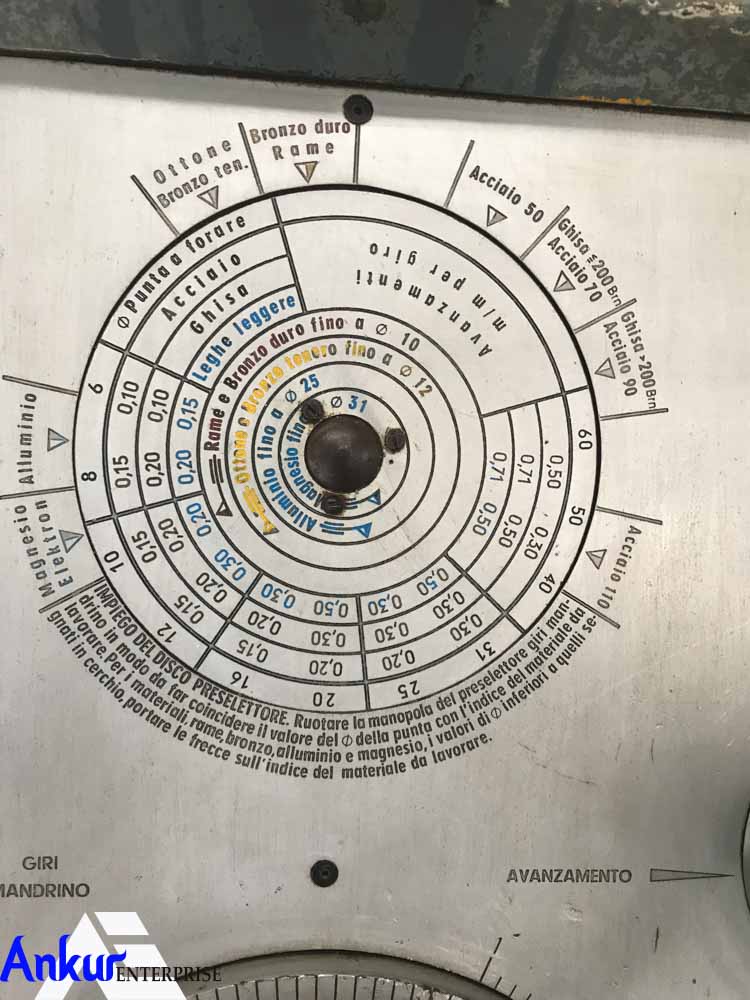 Ottone
Bronzo ten.
Bronzo duro
Rame
Acciaio 50
Ghisa ≦200 Brn
Acciaio 70
Ghisa >200 Brn
Acciaio 90
Acciaio 110
Alluminio
Magnesio
Elektron
Ø Punta a forare
Acciaio
Ghisa
Leghe leggere
Avanzamenti
m/m per giro
Rame e Bronzo duro fino a Ø 10
Ottone e Bronzo tenero fino a Ø 12
Alluminio fino a Ø 25
Magnesio fino a Ø 31
6 8 10 12 16 20 25 31 40 50 60
0,10 0,15 0,15 0,15 0,15 0,20 0,20 0,30 0,30 0,50
0,10 0,20 0,20 0,20 0,20 0,30 0,30 0,30 0,50 0,71
0,15 0,20 0,20 0,30 0,30 0,50 0,30 0,50 0,50 0,71
IMPIEGO DEL DISCO PRESELETTORE. Ruotare la manopola del preselettore giri man-
drino in modo da far coincidere il valore del Ø della punta con l'indice del materiale da
lavorare. Per i materiali, rame, bronzo, alluminio e magnesio, i valori di Ø inferiori a quelli se-
gnati in cerchio, portare le frecce sull'indice del materiale da lavorare.
GIRI
MANDRINO
AVANZAMENTO
Ankur ENTERPRISE